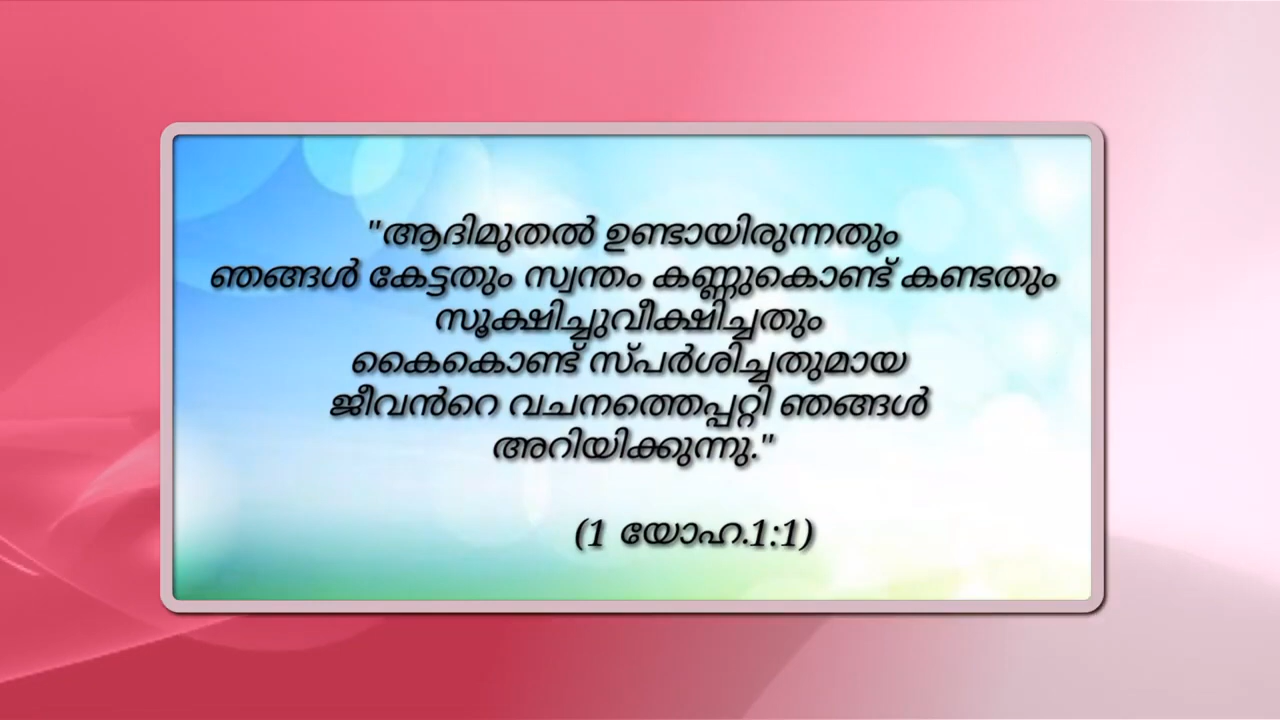 "ആദിമുതൽ ഉണ്ടായിരുന്നതും
ഞങ്ങൾ കേട്ടതും സ്വന്തം കണ്ണുകൊണ്ട് കണ്ടതും
സൂക്ഷിച്ചുവീക്ഷിച്ചതും
കൈകൊണ്ട് സ്പർശിച്ചതുമായ
ജീവൻറെ വചനത്തെപ്പറ്റി ഞങ്ങൾ
അറിയിക്കുന്നു."
(1 യോഹ.1:1)